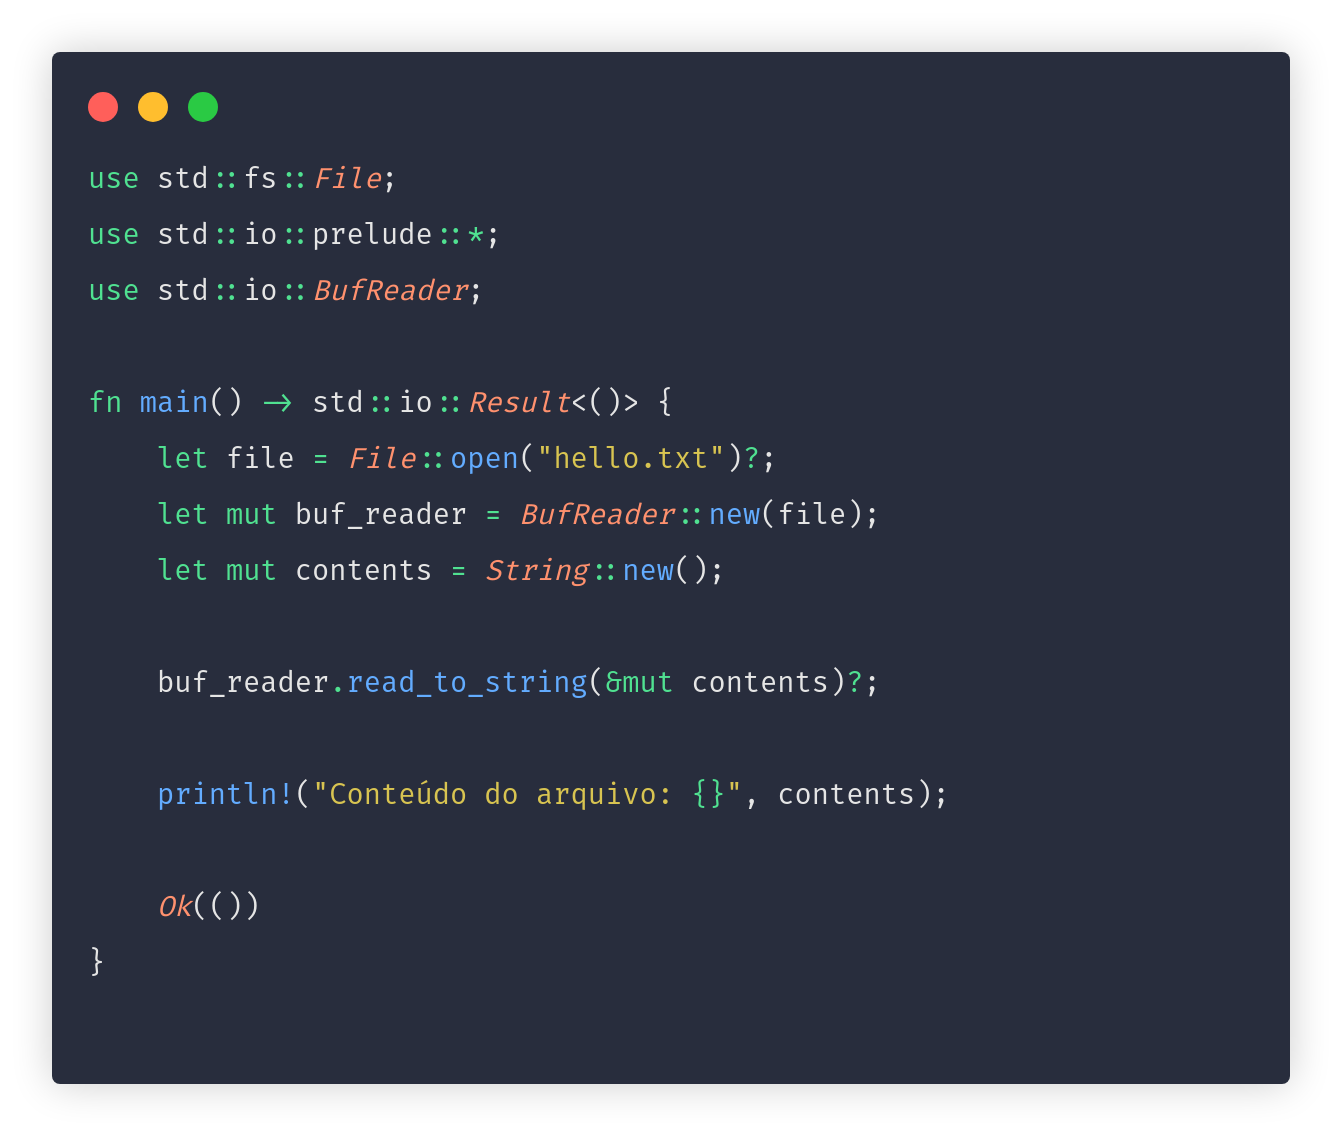 use std::fs::File;
use std::io::prelude::*;
use std::io::BufReader;
fn main() -> std::io::Result<()> {
    let file = File::open("hello.txt")?;
    let mut buf_reader = BufReader::new(file);
    let mut contents = String::new();
    buf_reader.read_to_string(&mut contents)?;
    println!("Conteúdo do arquivo: {}", contents);
    Ok(())
}